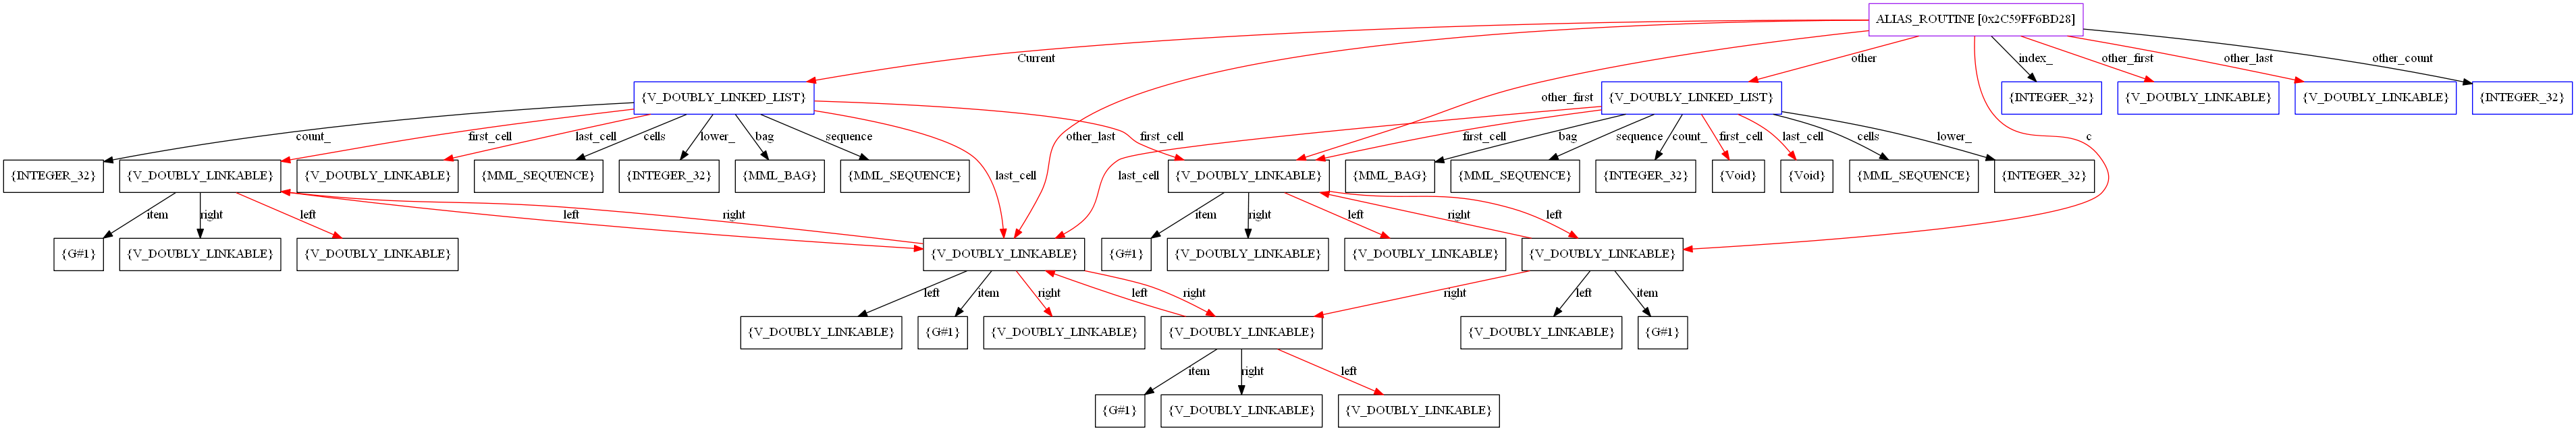 ALIAS_ROUTINE [0x2C59FF6BD28]
Current
other
index_
other_first
other_last
other_count
{V_DOUBLY_LINKED_LIST}
other_first
{V_DOUBLY_LINKED_LIST}
{INTEGER_32}
{V_DOUBLY_LINKABLE}
{V_DOUBLY_LINKABLE}
{INTEGER_32}
count_
first_cell
last_cell
cells
lower_
bag
sequence
other_last
first_cell
first_cell
bag
sequence
count_
first_cell
last_cell
cells
lower_
c
{INTEGER_32}
{V_DOUBLY_LINKABLE}
{V_DOUBLY_LINKABLE}
{MML_SEQUENCE}
{INTEGER_32}
{MML_BAG}
{MML_SEQUENCE}
last_cell
last_cell
{V_DOUBLY_LINKABLE}
{MML_BAG}
{MML_SEQUENCE}
{INTEGER_32}
{Void}
{Void}
{MML_SEQUENCE}
{INTEGER_32}
item
right
left
left
right
item
right
left
right
left
{G#1}
{V_DOUBLY_LINKABLE}
{V_DOUBLY_LINKABLE}
{V_DOUBLY_LINKABLE}
{G#1}
{V_DOUBLY_LINKABLE}
{V_DOUBLY_LINKABLE}
{V_DOUBLY_LINKABLE}
left
item
right
left
right
right
left
item
{V_DOUBLY_LINKABLE}
{G#1}
{V_DOUBLY_LINKABLE}
{V_DOUBLY_LINKABLE}
{V_DOUBLY_LINKABLE}
{G#1}
item
right
left
{G#1}
{V_DOUBLY_LINKABLE}
{V_DOUBLY_LINKABLE}